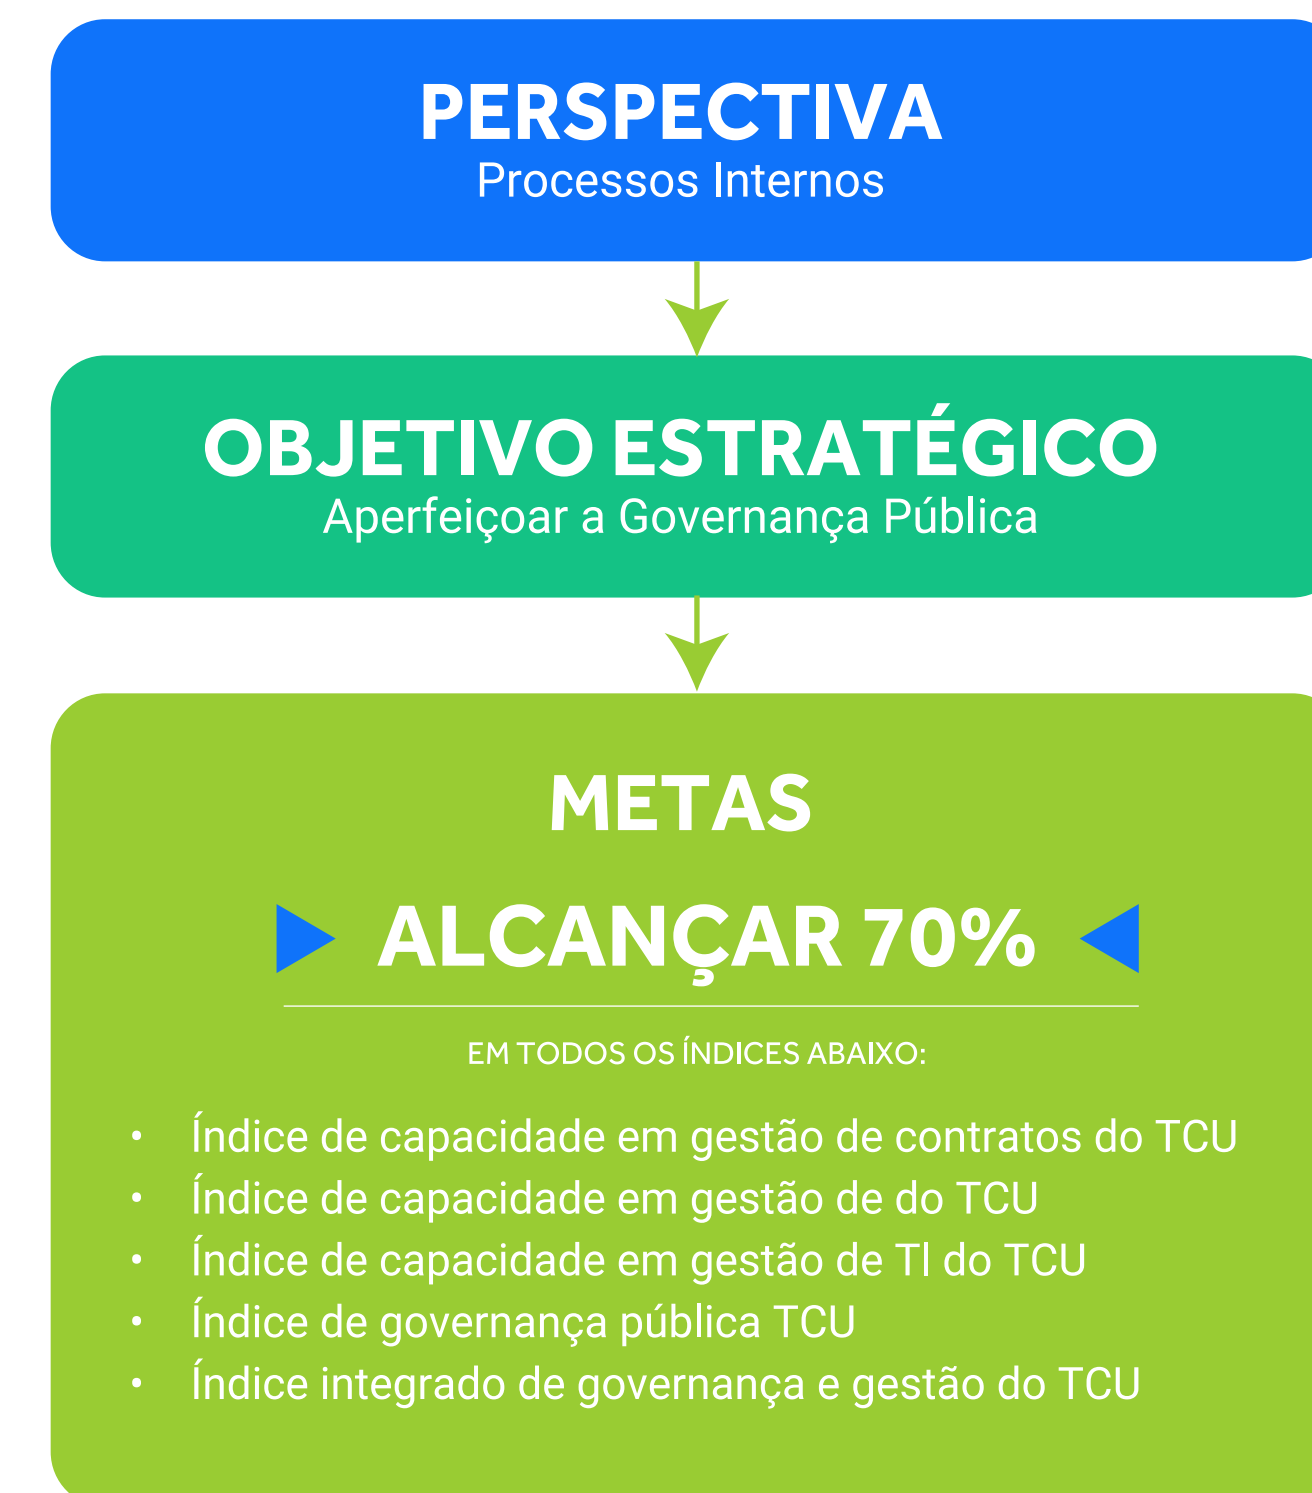 PERSPECTIVA
Processos Internos
OBJETIVO ESTRATÉGICO
Aperfeiçoar a Governança Pública
METAS
ALCANÇAR 70%
EM TODOS OS ÍNDICES ABAIXO:
• Índice de capacidade em gestão de contratos do TCU
• Índice de capacidade em gestão de do TCU
• Índice de capacidade em gestão de Tl do TCU
• Índice de governança pública TCU
• Índice integrado de governança e gestão do TCU